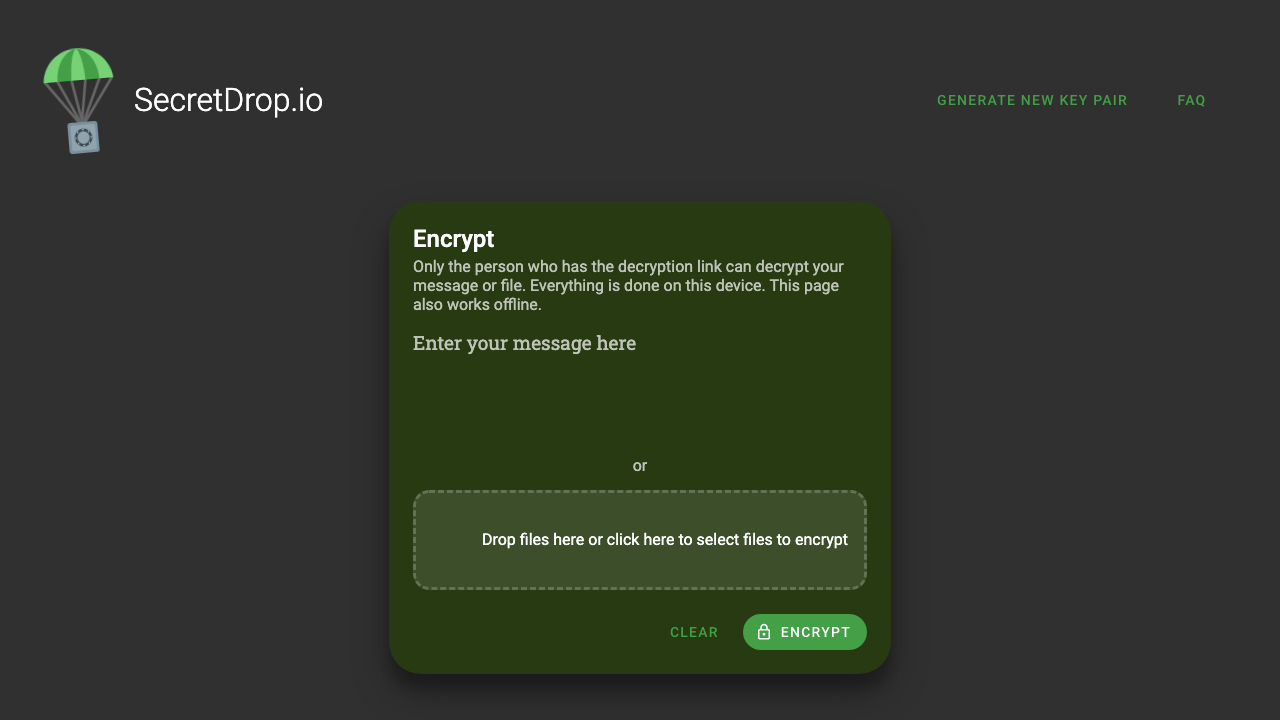 SecretDrop.io
GENERATE NEW KEY PAIR
FAQ
Encrypt
Only the person who has the decryption link can decrypt your
message or file. Everything is done on this device. This page
also works offline.
Enter your message here
or
Drop files here or click here to select files to encrypt
CLEAR
ENCRYPT